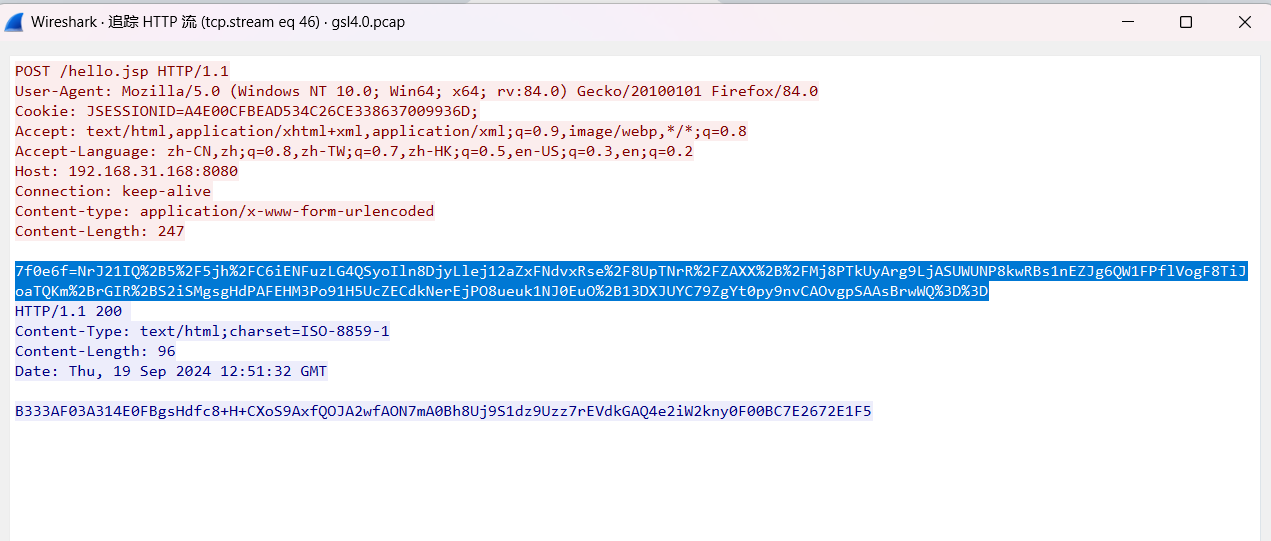 Wireshark · 追踪 HTTP 流 (tcp.stream eq 46) · gsl4.0.pcap
POST /hello.jsp HTTP/1.1
User-Agent: Mozilla/5.0 (Windows NT 10.0; Win64; x64; rv:84.0) Gecko/20100101 Firefox/84.0
Cookie: JSESSIONID=A4E00CFBEAD534C26CE338637009936D;
Accept: text/html,application/xhtml+xml,application/xml;q=0.9,image/webp,*/*;q=0.8
Accept-Language: zh-CN,zh;q=0.8,zh-TW;q=0.7,zh-HK;q=0.5,en-US;q=0.3,en;q=0.2
Host: 192.168.31.168:8080
Connection: keep-alive
Content-type: application/x-www-form-urlencoded
Content-Length: 247
7f0e6f=NrJ21IQ%2B5%2F5jh%2FC6iENFuzLG4QSyoIln8DjyLlej12aZxFNdvxRse%2F8UpTNrR%2FZAXX%2B%2FMj8PTkUyArg9LjASUWUNP8kwRBs1nEZJg6QW1FPflVogF8TiJ
oaTQKm%2BrGIR%2BS2iSMgsgHdPAFEHM3Po91H5UcZECdkNerEjPO8ueuk1NJ0EuO%2B13DXJUYC79ZgYt0py9nvCAOvgpSAAsBrwWQ%3D%3D
HTTP/1.1 200
Content-Type: text/html;charset=ISO-8859-1
Content-Length: 96
Date: Thu, 19 Sep 2024 12:51:32 GMT
B333AF03A314E0FBgsHdfc8+H+CXoS9AxfQOJA2wfAON7mA0Bh8Uj9S1dz9Uzz7rEVdkGAQ4e2iW2kny0F00BC7E2672E1F5